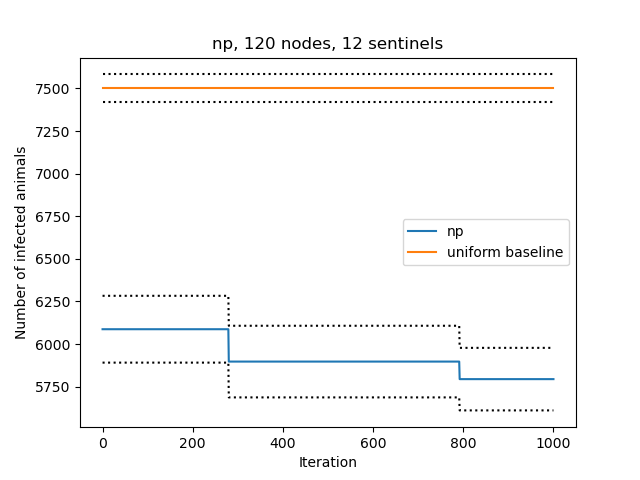 np, 120 nodes, 12 sentinels
Number of infected animals
7500
7250
7000
6750
6500
6250
6000
5750
np
uniform baseline
0 200 400 600 800 1000
Iteration